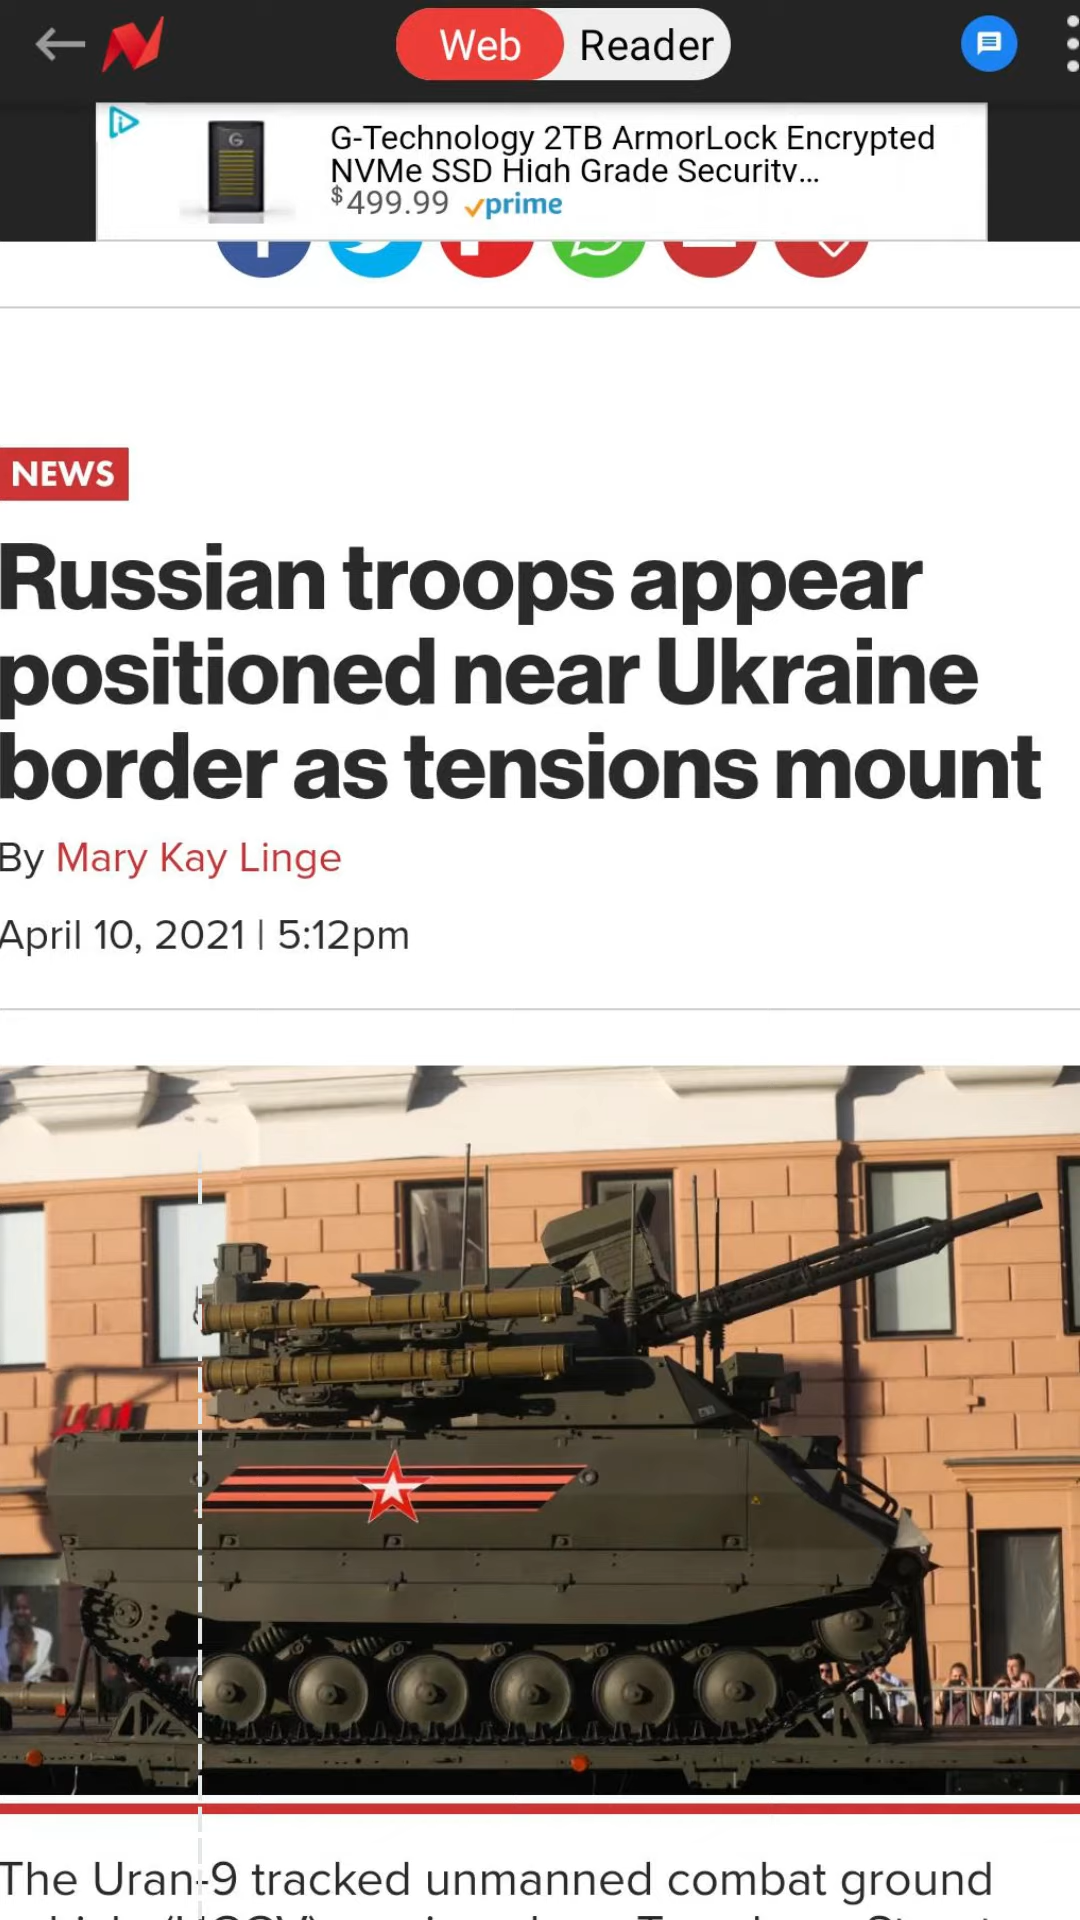 Web Reader
G-Technology 2TB ArmorLock Encrypted
NVMe SSD High Grade Security...
$499.99 prime
NEWS
Russian troops appear
positioned near Ukraine
border as tensions mount
By Mary Kay Linge
April 10, 2021 | 5:12pm
The Uran-9 tracked unmanned combat ground